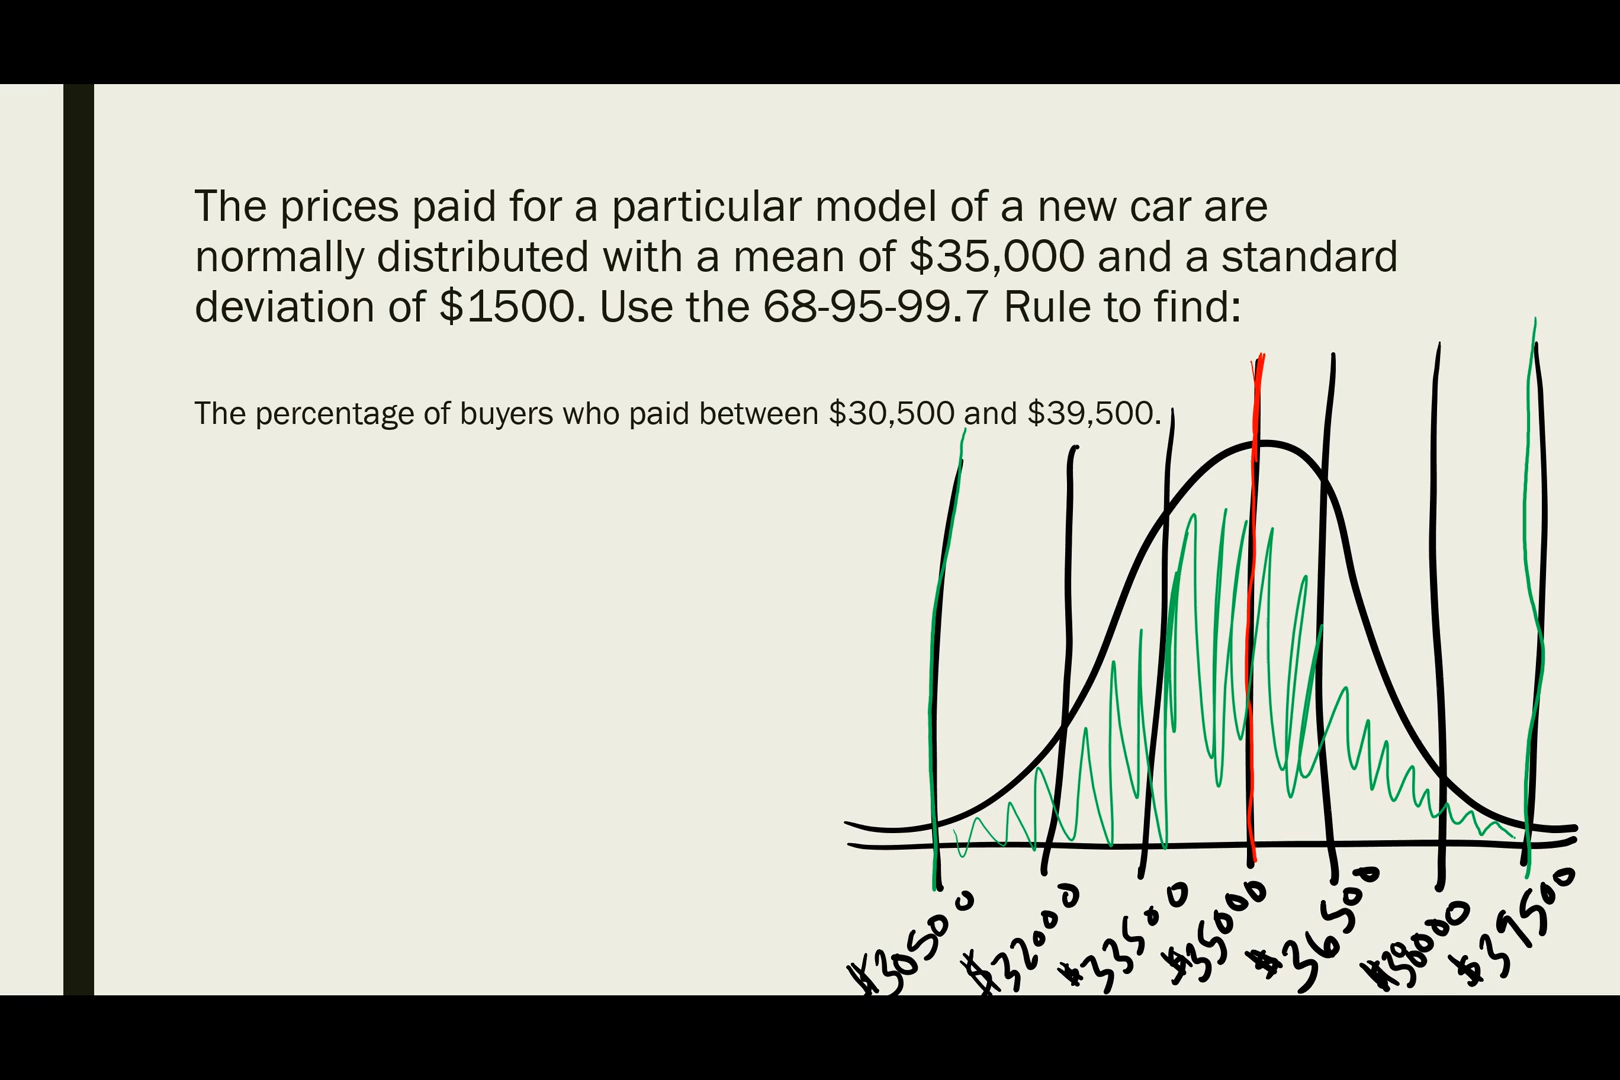 The prices paid for a particular model of a new car are
normally distributed with a mean of $35,000 and a standard
deviation of $1500. Use the 68-95-99.7 Rule to find:
The percentage of buyers who paid between $30,500 and $39,500.
$30500 $32000 $33500 $35000 $36500 $38000 $39500